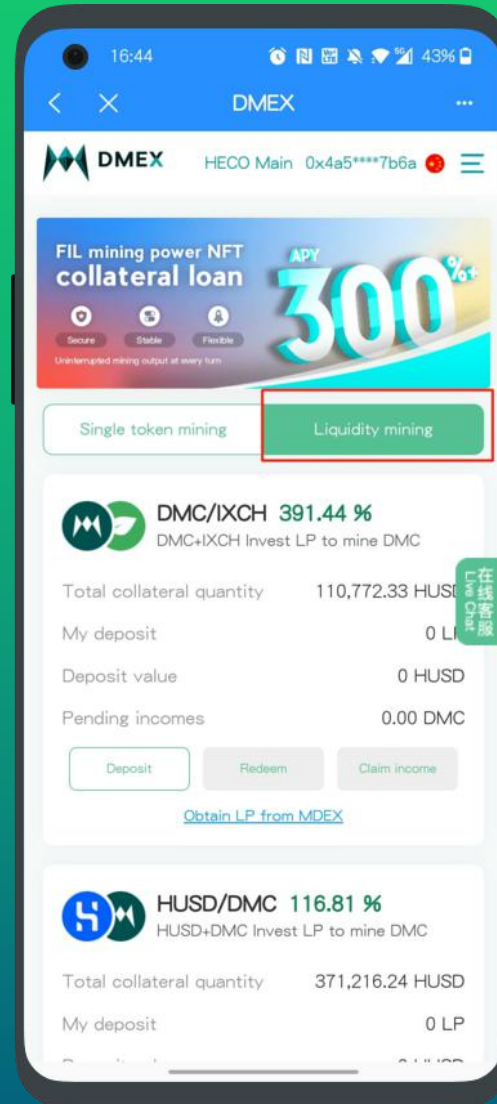 16:44
5G
43%
DMEX
DMEX
HECO Main 0x4a5****7b6a
FIL mining power NFT
collateral loan
APY
300%+
Secure Stable Flexible
Uninterrupted mining output at every turn
Single token mining
Liquidity mining
DMC/IXCH 391.44 %
DMC+IXCH Invest LP to mine DMC
Total collateral quantity 110,772.33 HUSD
My deposit 0 LP
Deposit value 0 HUSD
Pending incomes 0.00 DMC
在线客服
Live Chat
Deposit Redeem Claim income
Obtain LP from MDEX
HUSD/DMC 116.81 %
HUSD+DMC Invest LP to mine DMC
Total collateral quantity 371,216.24 HUSD
My deposit 0 LP